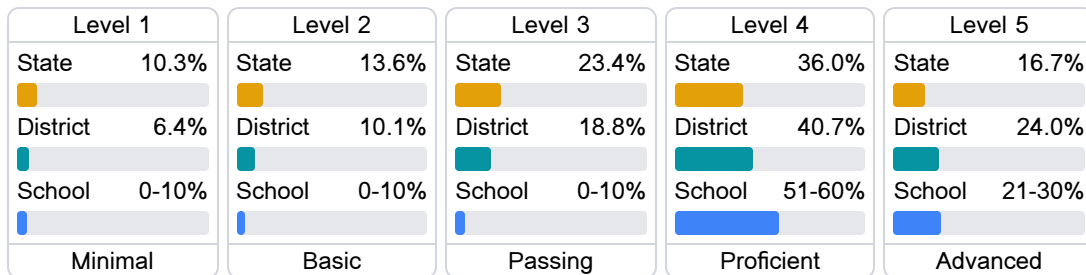 Level 1
State 10.3%
District 6.4%
School 0-10%
Minimal
Level 2
State 13.6%
District 10.1%
School 0-10%
Basic
Level 3
State 23.4%
District 18.8%
School 0-10%
Passing
Level 4
State 36.0%
District 40.7%
School 51-60%
Proficient
Level 5
State 16.7%
District 24.0%
School 21-30%
Advanced